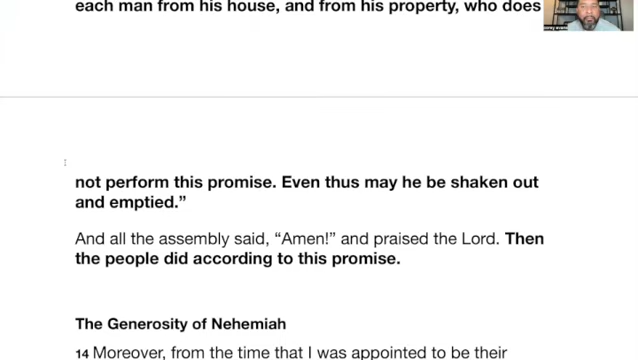 each man from his house, and from his property, who does
not perform this promise. Even thus may he be shaken out
and emptied.”
And all the assembly said, “Amen!” and praised the Lord. Then
the people did according to this promise.
The Generosity of Nehemiah
14 Moreover, from the time that I was appointed to be their